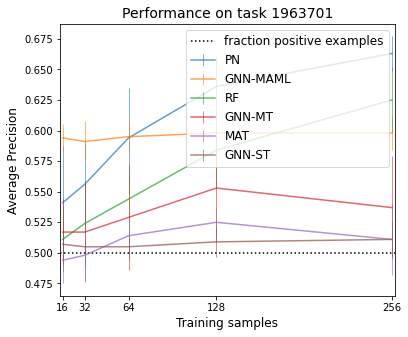 Performance on task 1963701
fraction positive examples
PN
GNN-MAML
RF
GNN-MT
MAT
GNN-ST
Average Precision
0.675
0.650
0.625
0.600
0.575
0.550
0.525
0.500
0.475
16 32 64 128 256
Training samples